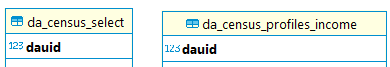 da_census_select
123 dauid
da_census_profiles_income
123 dauid